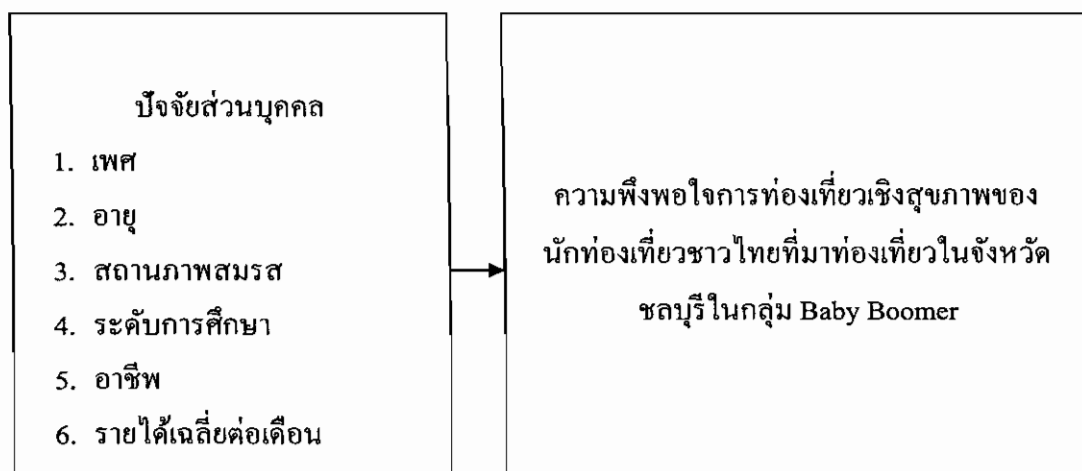 ปัจจัยส่วนบุคคล
1. เพศ
2. อายุ
3. สถานภาพสมรส
4. ระดับการศึกษา
5. อาชีพ
6. รายได้เฉลี่ยต่อเดือน
ความพึงพอใจการท่องเที่ยวเชิงสุขภาพของ
นักท่องเที่ยวชาวไทยที่มาท่องเที่ยวในจังหวัด
ชลบุรีในกลุ่ม Baby Boomer